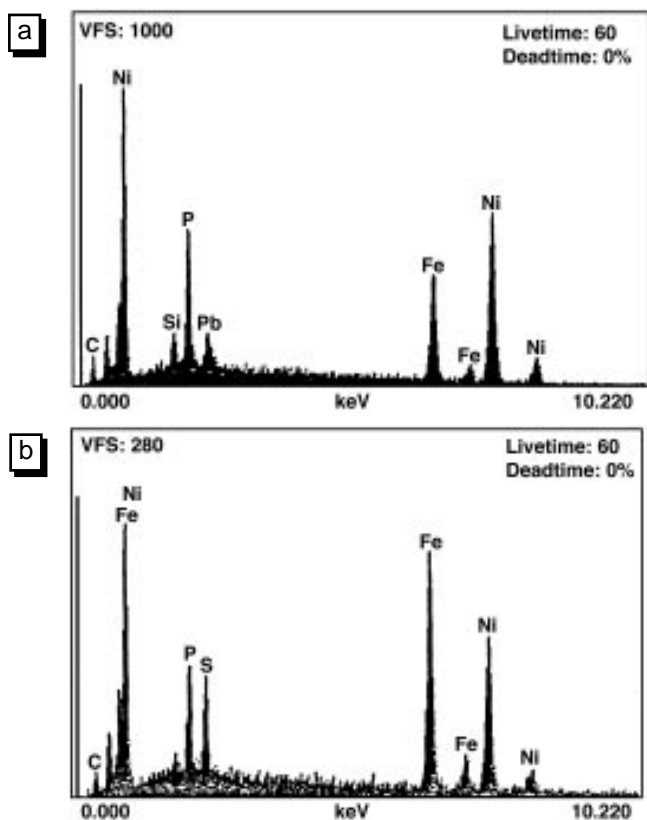 a
VFS: 1000
Livetime: 60
Deadtime: 0%
Ni
P
Ni
Fe
Si
Pb
C
Fe
Ni
0.000 keV 10.220
b
VFS: 280
Livetime: 60
Deadtime: 0%
Ni
Fe
Fe
Ni
P
S
Fe
Ni
C
0.000 keV 10.220